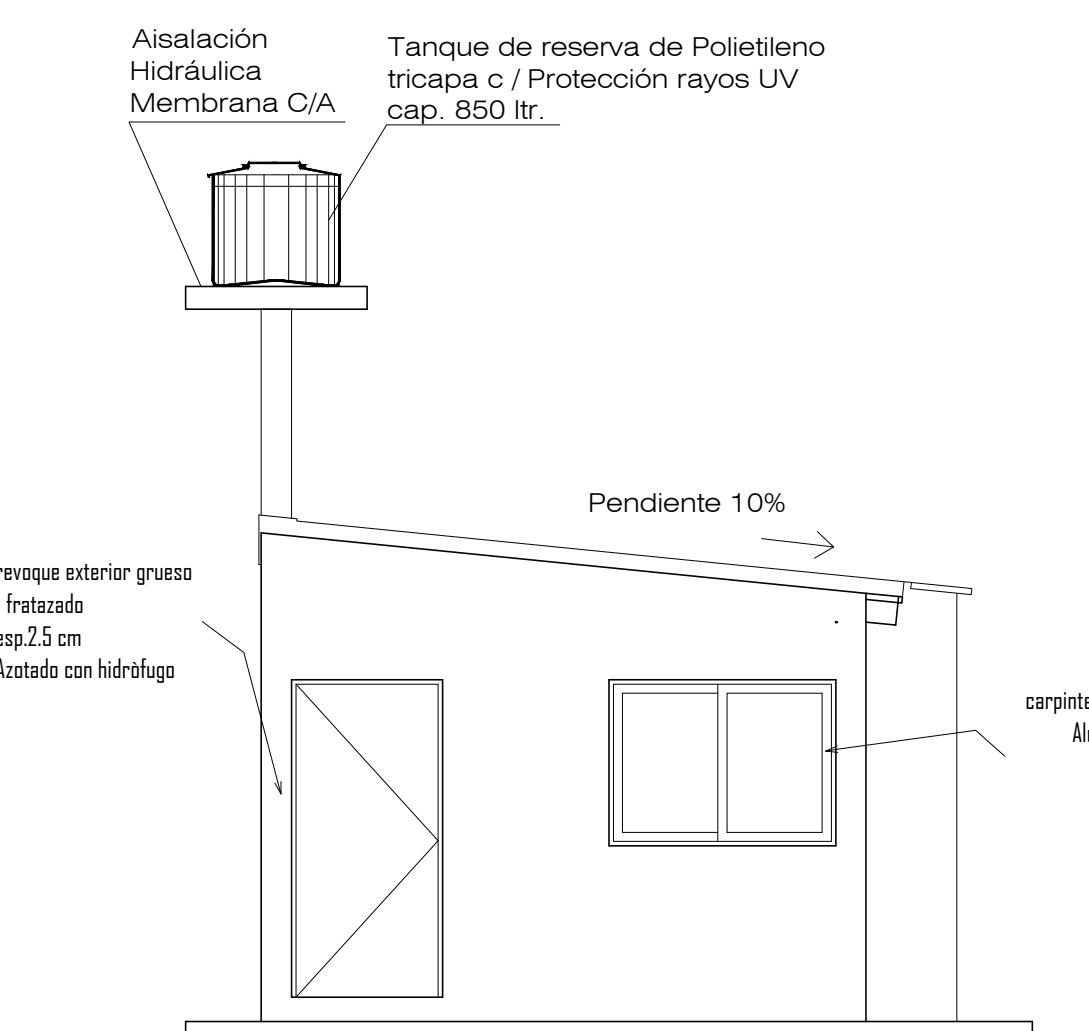 Aisalación
Hidráulica
Membrana C/A
Tanque de reserva de Polietileno
tricapa c / Protección rayos UV
cap. 850 ltr.
Pendiente 10%
revoque exterior grueso
fratazado
esp.2.5 cm
Azotado con hidròfugo